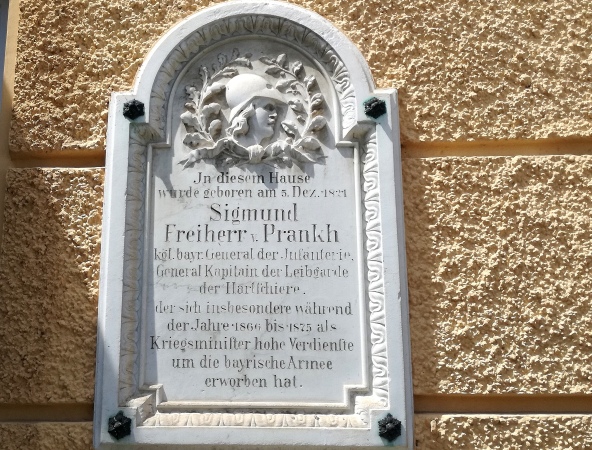 Jn diesem Hause
wurde geboren am 5. Dez. 1821
Sigmund
Freiherr v. Prankh
kgl. bayr. General der Jnfanterie,
General Kapitain der Leibgarde
der Hartſchiere,
der sich insbesondere während
der Jahre 1866 bis 1875 als
Kriegsminiſter hohe Verdienſte
um die bayrische Armee
erworben hat.